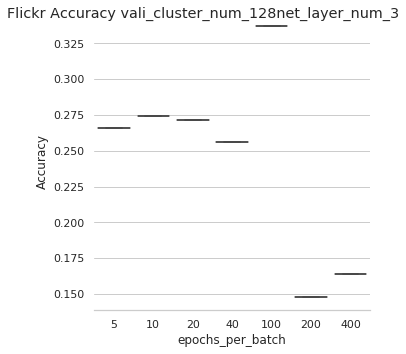 Flickr Accuracy vali_cluster_num_128net_layer_num_3
0.325
0.300
0.275
0.250
0.225
0.200
0.175
0.150
Accuracy
5 10 20 40 100 200 400
epochs_per_batch